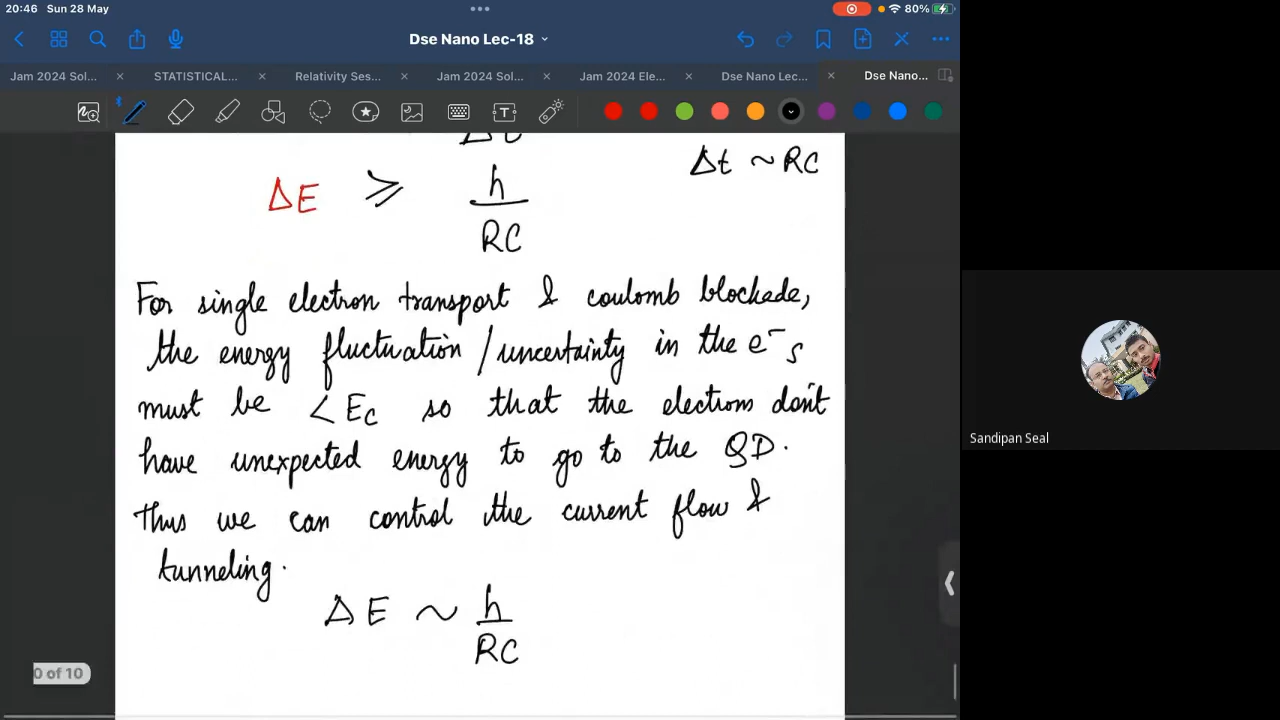 20:46 Sun 28 May
80%
Dse Nano Lec-18
Jam 2024 Sol...
STATISTICAL...
Relativity Ses...
Jam 2024 Sol...
Jam 2024 Ele...
Dse Nano Lec...
Dse Nano...
Δt ~ RC
ΔE ≥ h
RC
For single electron transport & coulomb blockade,
the energy fluctuation / uncertainty in the e⁻s
must be < Ec so that the electrons don't
have unexpected energy to go to the QD.
Thus we can control the current flow &
tunneling.
ΔE ~ h
RC
0 of 10
Sandipan Seal